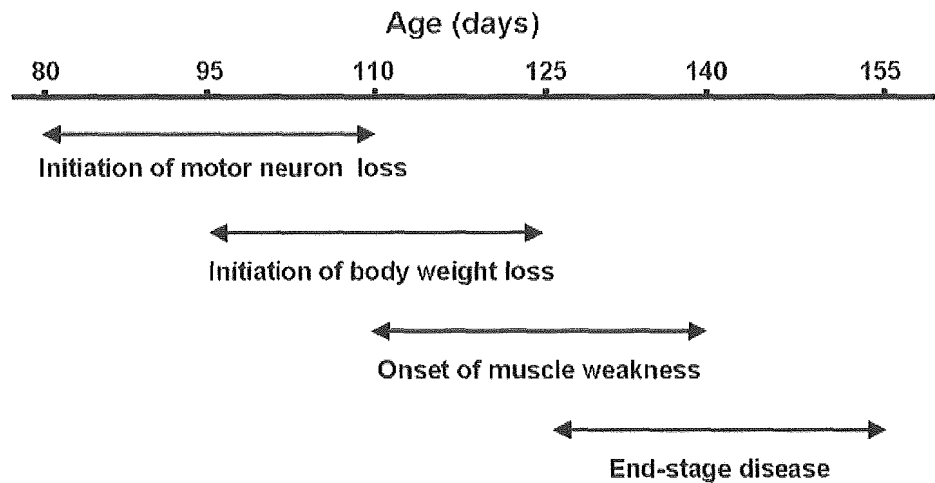 Age (days)
80 95 110 125 140 155
Initiation of motor neuron loss
Initiation of body weight loss
Onset of muscle weakness
End-stage disease